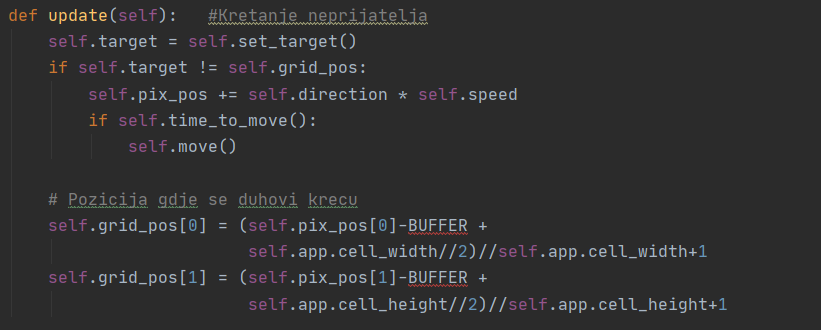 def update(self):   #Kretanje neprijatelja
    self.target = self.set_target()
    if self.target != self.grid_pos:
        self.pix_pos += self.direction * self.speed
        if self.time_to_move():
            self.move()
    # Pozicija gdje se duhovi krecu
    self.grid_pos[0] = (self.pix_pos[0]-BUFFER +
                        self.app.cell_width//2)//self.app.cell_width+1
    self.grid_pos[1] = (self.pix_pos[1]-BUFFER +
                        self.app.cell_height//2)//self.app.cell_height+1